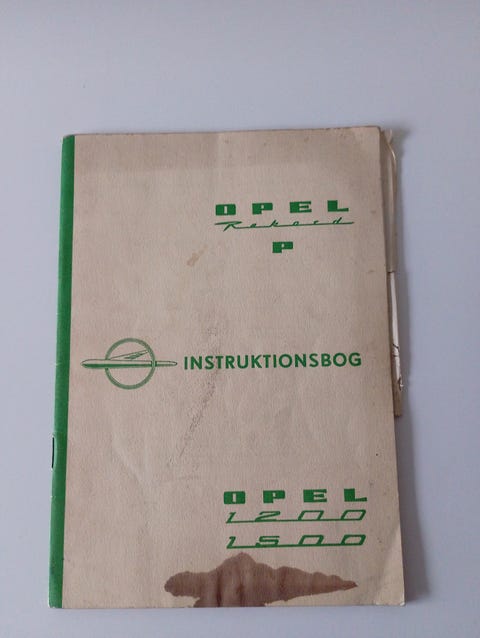 OPEL
Rekord
P
INSTRUKTIONSBOG
OPEL
1200
1500